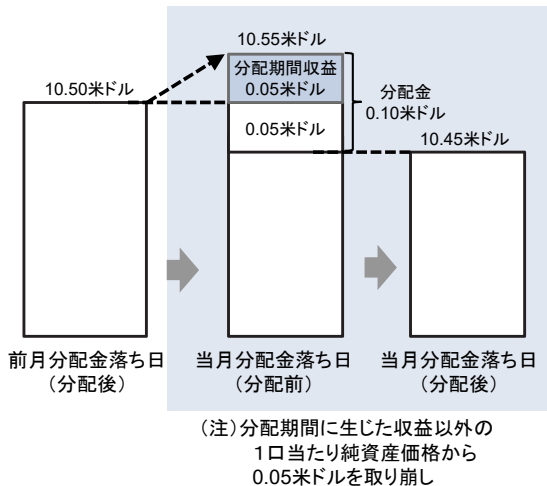 10.55米ドル
分配期間収益
0.05米ドル
10.50米ドル
分配金
0.10米ドル
0.05米ドル
10.45米ドル
前月分配金落ち日
（分配後）
当月分配金落ち日
（分配前）
当月分配金落ち日
（分配後）
（注）分配期間に生じた収益以外の
1口当たり純資産価格から
0.05米ドルを取り崩し